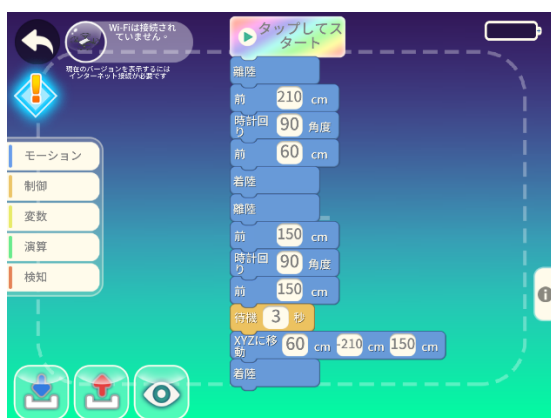 Wi-Fiは接続され
ていません。
現在のバージョンを表示するには
インターネット接続が必要です
モーション
制御
変数
演算
検知
タップしてス
タート
離陸
前 210 cm
時計回
り 90 角度
前 60 cm
着陸
離陸
前 150 cm
時計回
り 90 角度
前 150 cm
待機 3 秒
XYZに移
動 60 cm -210 cm 150 cm
着陸